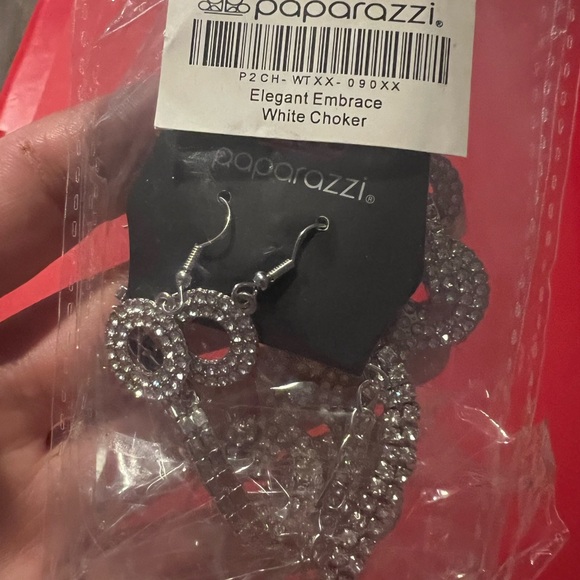 paparazzi®
P2CH-WTXX-090XX
Elegant Embrace
White Choker
paparazzi®